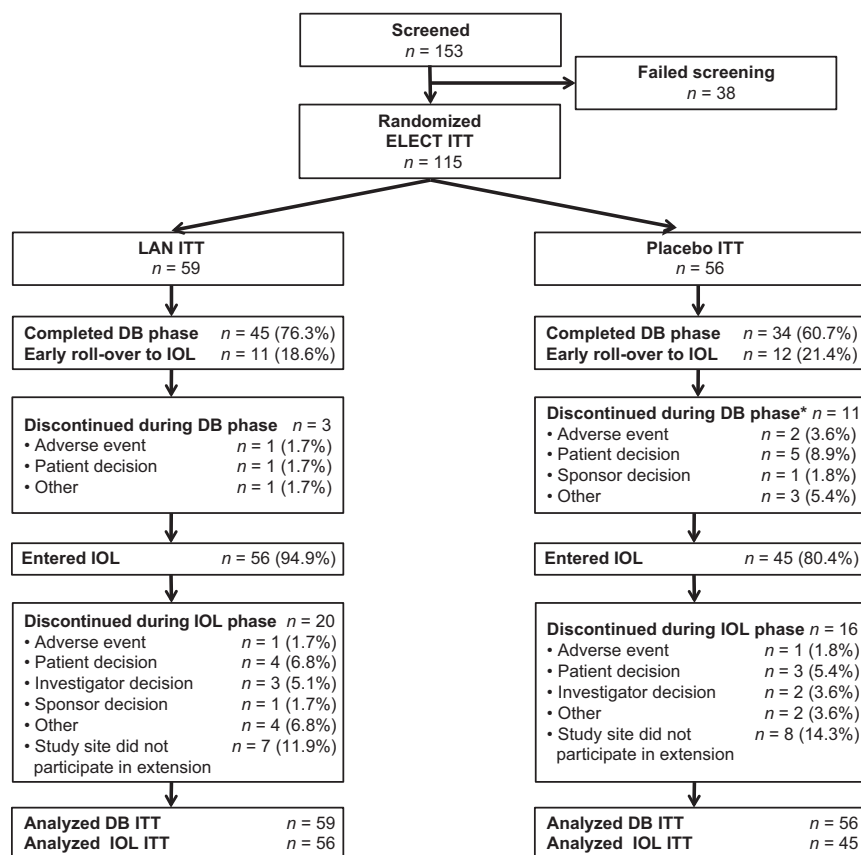 Screened
n = 153
Failed screening
n = 38
Randomized
ELECT ITT
n = 115
LAN ITT
n = 59
Completed DB phase n = 45 (76.3%)
Early roll-over to IOL n = 11 (18.6%)
Discontinued during DB phase n = 3
• Adverse event n = 1 (1.7%)
• Patient decision n = 1 (1.7%)
• Other n = 1 (1.7%)
Entered IOL n = 56 (94.9%)
Discontinued during IOL phase n = 20
• Adverse event n = 1 (1.7%)
• Patient decision n = 4 (6.8%)
• Investigator decision n = 3 (5.1%)
• Sponsor decision n = 1 (1.7%)
• Other n = 4 (6.8%)
• Study site did not n = 7 (11.9%)
participate in extension
Analyzed DB ITT n = 59
Analyzed IOL ITT n = 56
Placebo ITT
n = 56
Completed DB phase n = 34 (60.7%)
Early roll-over to IOL n = 12 (21.4%)
Discontinued during DB phase* n = 11
• Adverse event n = 2 (3.6%)
• Patient decision n = 5 (8.9%)
• Sponsor decision n = 1 (1.8%)
• Other n = 3 (5.4%)
Entered IOL n = 45 (80.4%)
Discontinued during IOL phase n = 16
• Adverse event n = 1 (1.8%)
• Patient decision n = 3 (5.4%)
• Investigator decision n = 2 (3.6%)
• Other n = 2 (3.6%)
• Study site did not n = 8 (14.3%)
participate in extension
Analyzed DB ITT n = 56
Analyzed IOL ITT n = 45